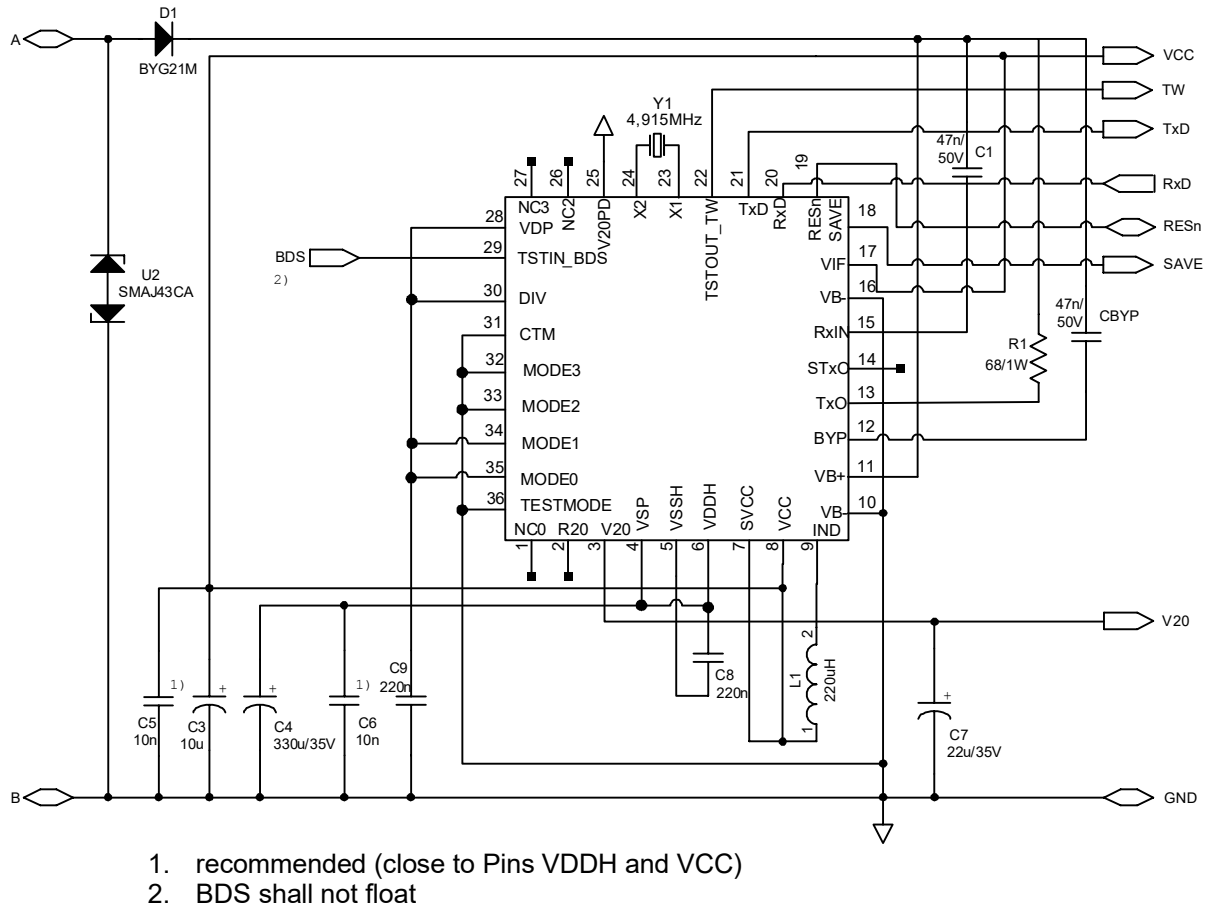 D1
A
BYG21M
VCC
TW
TxD
RxD
RESn
SAVE
Y1
4,915MHz
47n/
50V
C1
27
26
25
24
23
22
21
20
19
NC3
NC2
V20PD
X2
X1
TSTOUT_TW
TxD
RxD
RESn
SAVE
18
28
VDP
BDS
2)
29
TSTIN_BDS
VIF
17
U2
SMAJ43CA
30
DIV
VB-
16
31
CTM
RxIN
15
47n/
50V
CBYP
32
MODE3
STxO
14
R1
68/1W
33
MODE2
TxO
13
34
MODE1
BYP
12
35
MODE0
VB+
11
36
TESTMODE
VB-
10
NC0
R20
V20
VSP
VSSH
VDDH
SVCC
VCC
IND
1
2
3
4
5
6
7
8
9
V20
1)
C5
10n
C3
10u
C4
330u/35V
1)
C6
10n
C9
220n
C8
220n
2
L1
220uH
1
C7
22u/35V
+
+
+
B
GND
1. recommended (close to Pins VDDH and VCC)
2. BDS shall not float